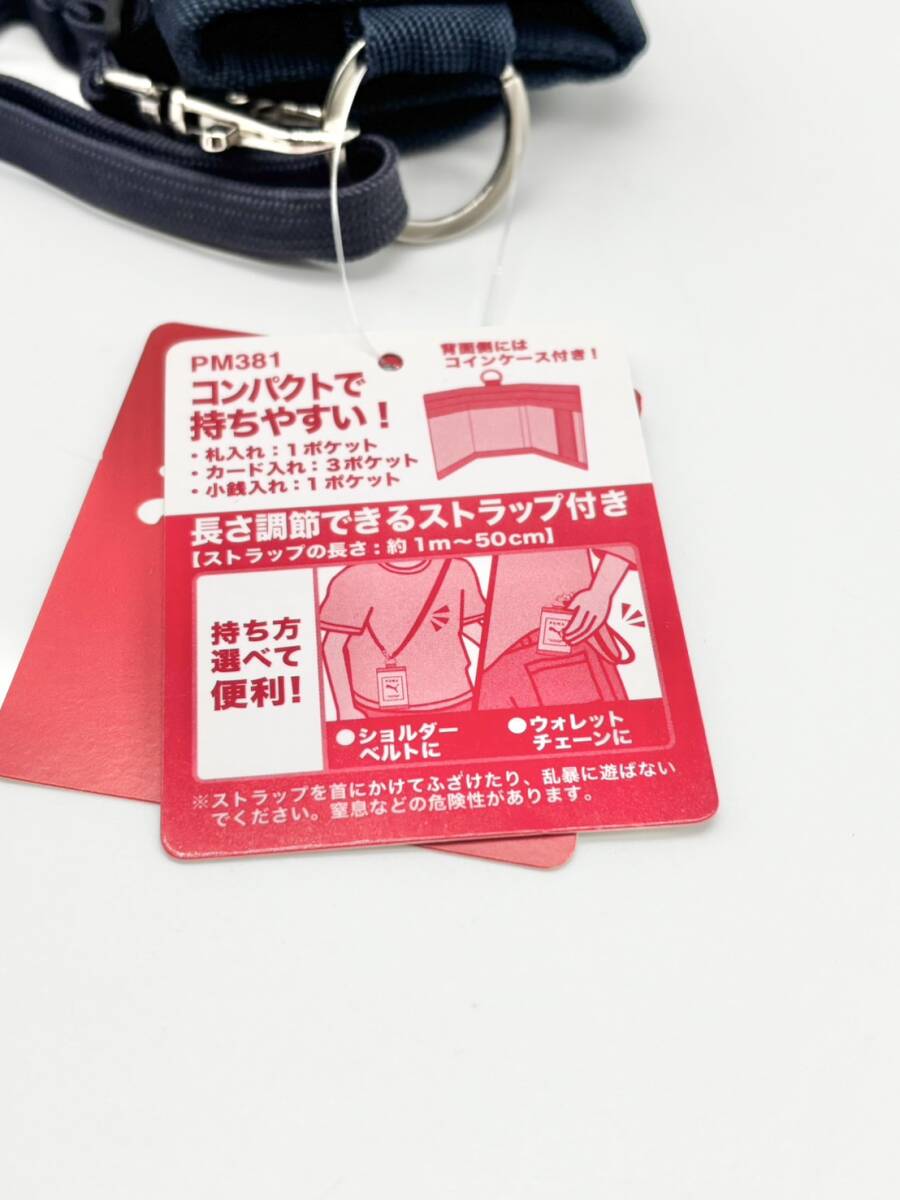 PM381
コンパクトで
持ちやすい！
・札入れ：1ポケット
・カード入れ：3ポケット
・小銭入れ：1ポケット
背面側には
コインケース付き！
長さ調節できるストラップ付き
【ストラップの長さ：約1m〜50cm】
持ち方
選べて
便利！
PUMA
PUMA
●ショルダー
ベルトに
●ウォレット
チェーンに
※ストラップを首にかけてふざけたり、乱暴に遊ばない
でください。窒息などの危険性があります。